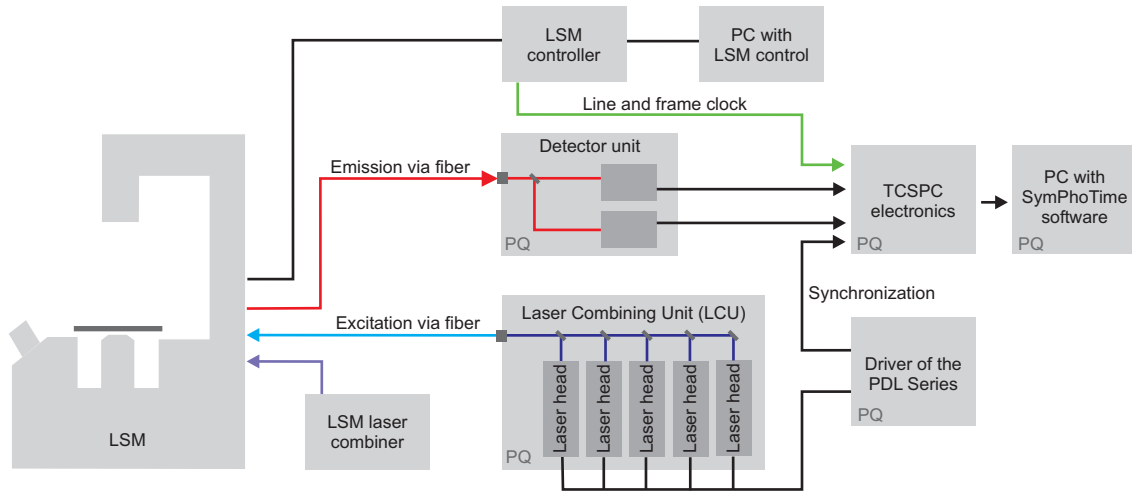 LSM
controller
PC with
LSM control
Line and frame clock
Detector unit
Emission via fiber
PQ
TCSPC
electronics
PQ
PC with
SymPhoTime
software
PQ
Synchronization
Laser Combining Unit (LCU)
Excitation via fiber
Laser head
Laser head
Laser head
Laser head
Laser head
PQ
Driver of the
PDL Series
PQ
LSM laser
combiner
LSM